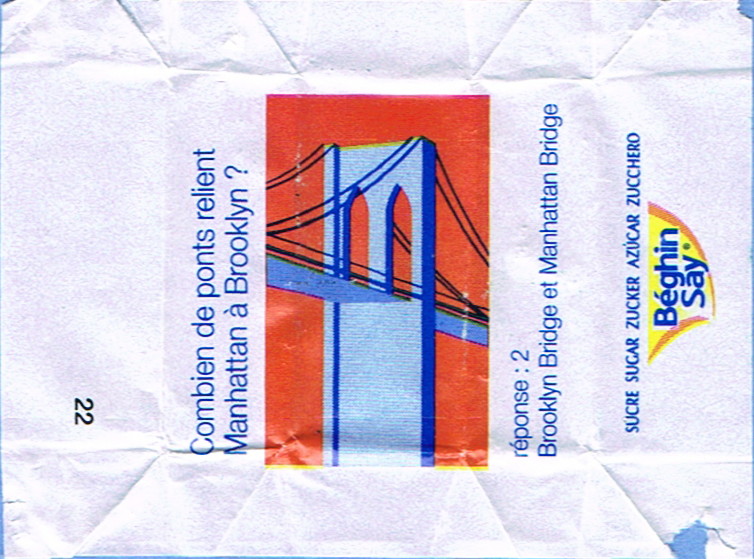 Combien de ponts relient
Manhattan à Brooklyn ?
réponse : 2
Brooklyn Bridge et Manhattan Bridge
SUCRE SUGAR ZUCKER AZÚCAR ZUCCHERO
Béghin
Say
22